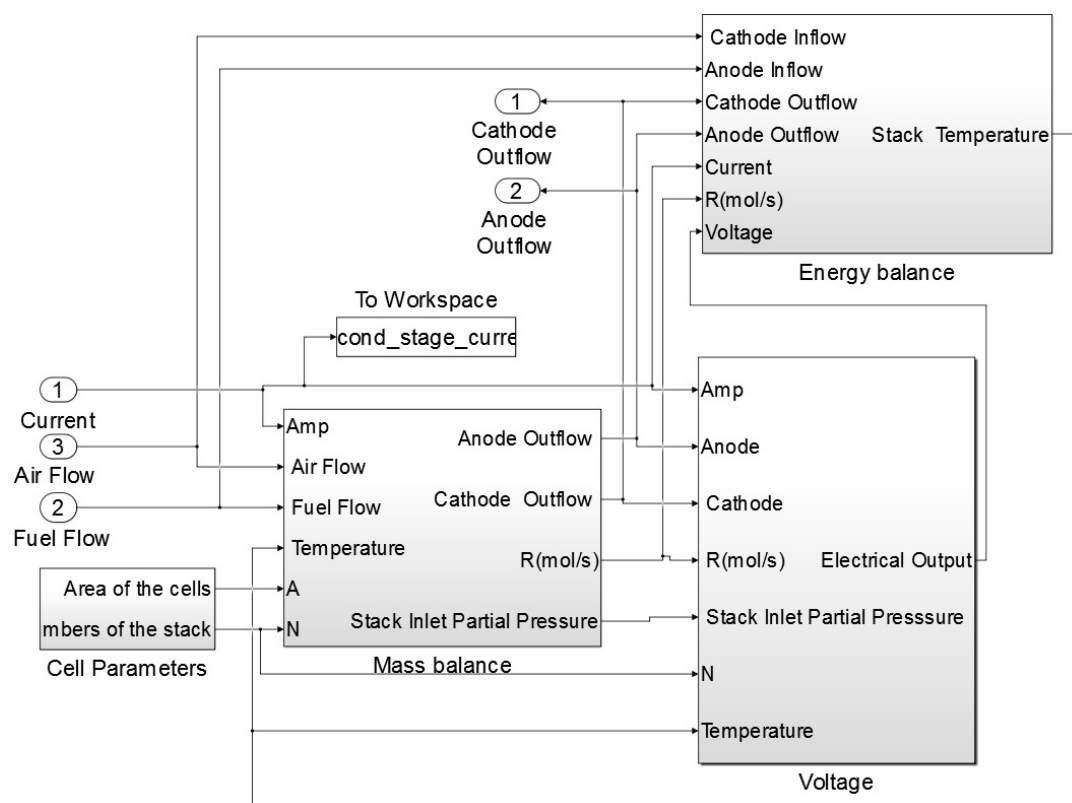 Cathode Inflow
Anode Inflow
Cathode Outflow
Anode Outflow
Stack Temperature
Current
R(mol/s)
Voltage
Energy balance
1
Cathode
Outflow
2
Anode
Outflow
To Workspace
cond_stage_curre
1
Current
3
Air Flow
2
Fuel Flow
Amp
Air Flow
Fuel Flow
Temperature
A
N
Anode Outflow
Cathode Outflow
R(mol/s)
Stack Inlet Partial Pressure
Mass balance
Area of the cells
mbers of the stack
Cell Parameters
Amp
Anode
Cathode
R(mol/s)
Electrical Output
Stack Inlet Partial Presssure
N
Temperature
Voltage